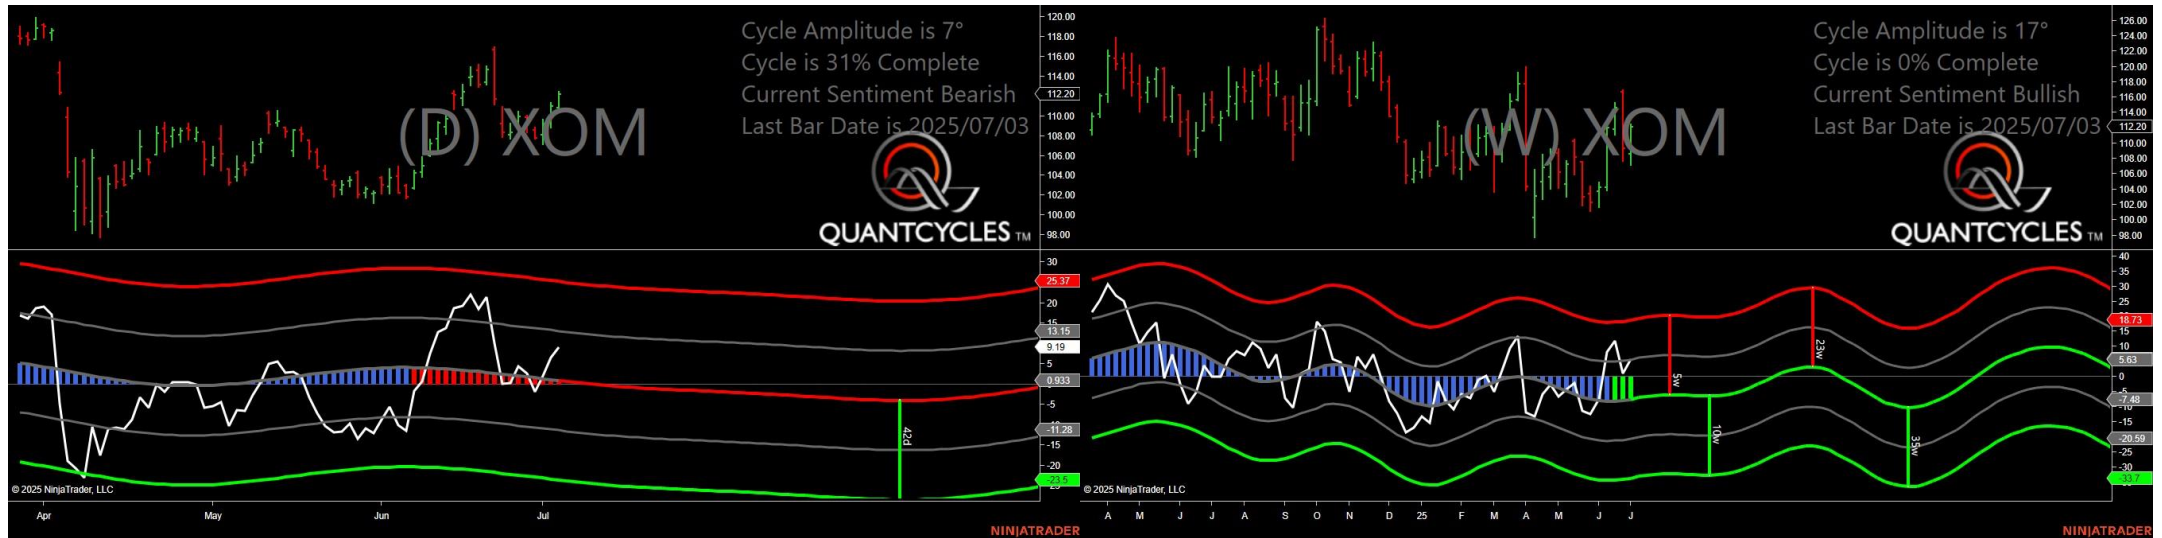 Cycle Amplitude is 7°
Cycle is 31% Complete
Current Sentiment Bearish
Last Bar Date is 2025/07/03
(D) XOM
QUANTCYCLES TM
120.00
118.00
116.00
114.00
112.20
110.00
108.00
106.00
104.00
102.00
100.00
98.00
30
25.37
20
15
13.15
9.19
5
0.933
-5
-11.28
-15
-20
-23.5
42d
© 2025 NinjaTrader, LLC
Apr May Jun Jul
NINJATRADER
Cycle Amplitude is 17°
Cycle is 0% Complete
Current Sentiment Bullish
Last Bar Date is 2025/07/03
(W) XOM
QUANTCYCLES TM
126.00
124.00
122.00
120.00
118.00
116.00
114.00
112.20
110.00
108.00
106.00
104.00
102.00
100.00
98.00
40
35
30
25
20
18.73
15
10
5.63
0
-5
-7.48
-10
-15
-20.59
-25
-30
-33.7
5w
10w
23w
35w
© 2025 NinjaTrader, LLC
A M J J A S O N D 25 F M A M J J
NINJATRADER